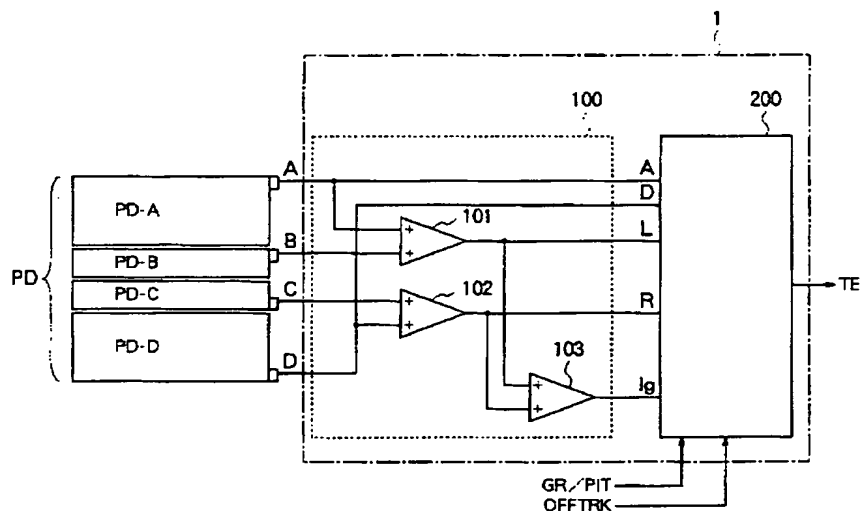 1
100
200
A
A
D
PD-A
101
L
B
PD-B
PD
PD-C
C
102
R
TE
PD-D
103
D
Ig
GR/PIT
OFFTRK